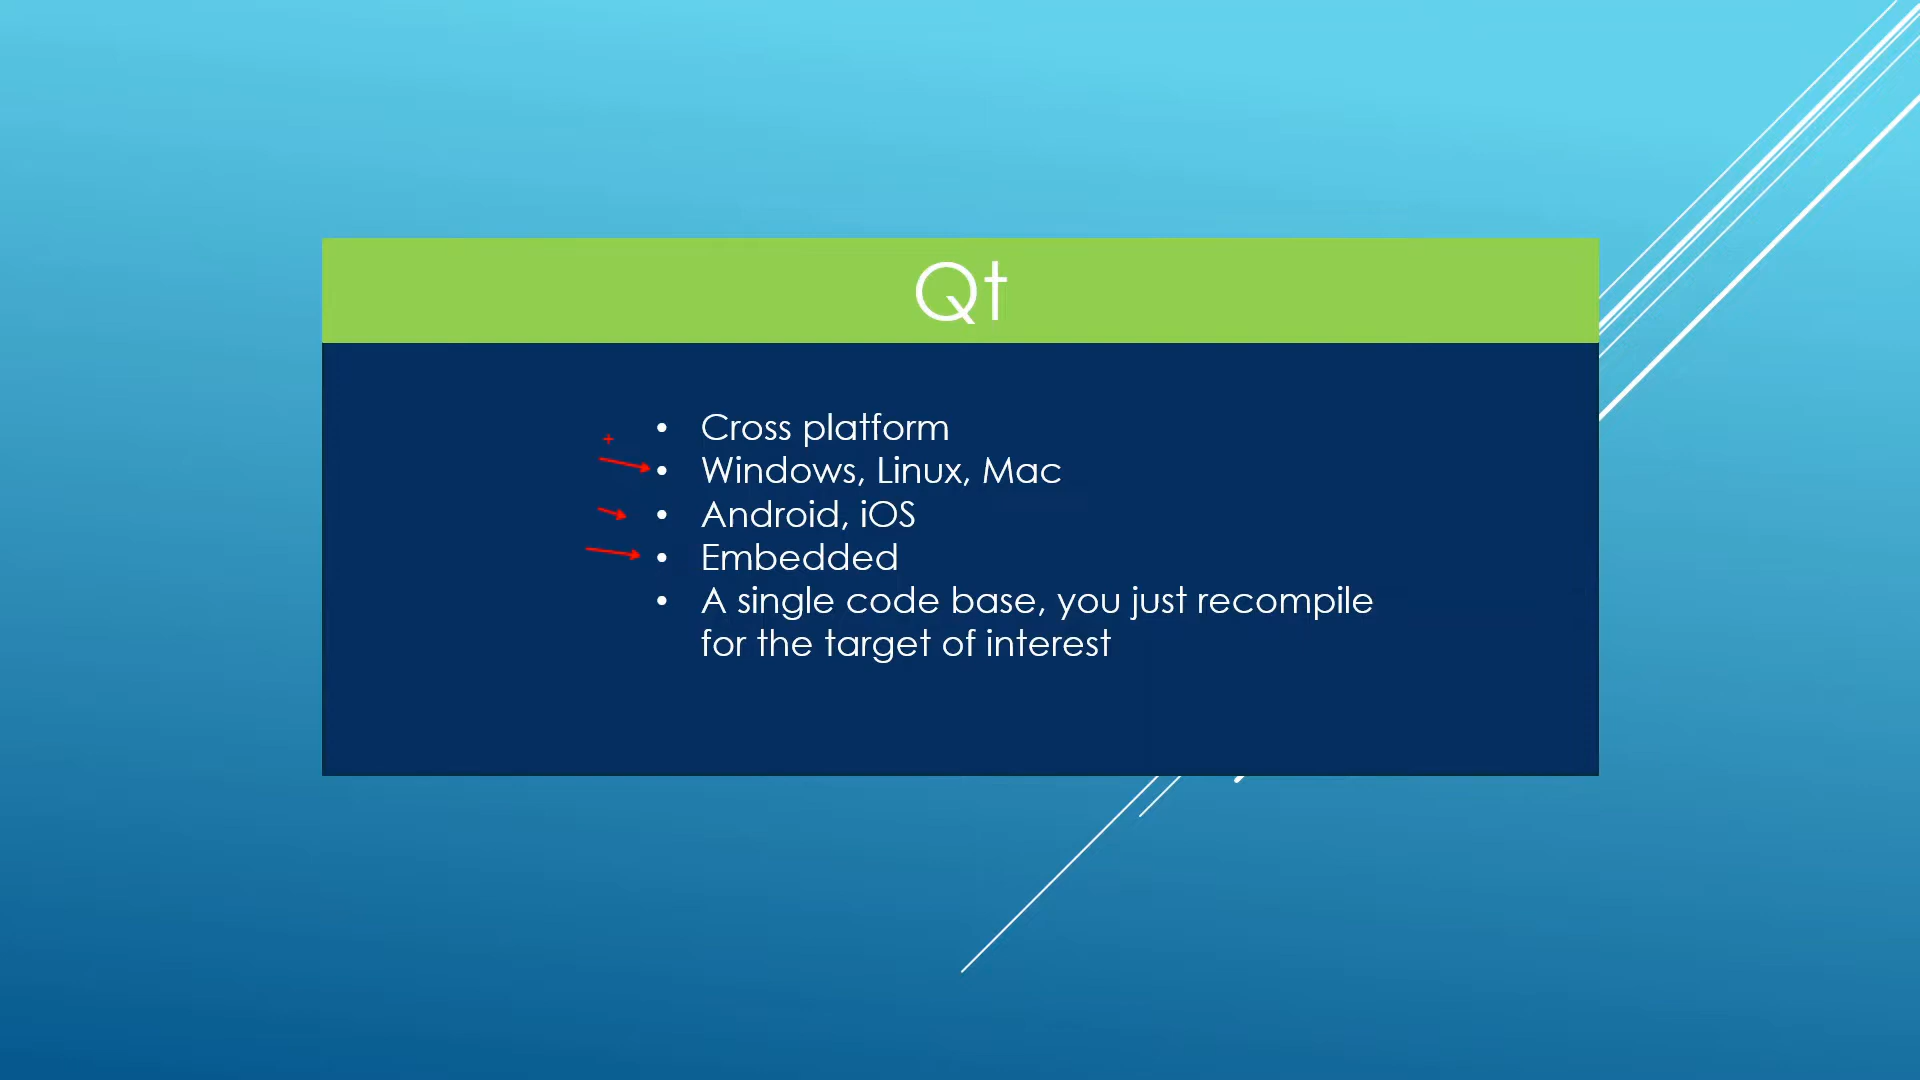 Qt
• Cross platform
• Windows, Linux, Mac
• Android, iOS
• Embedded
• A single code base, you just recompile
for the target of interest